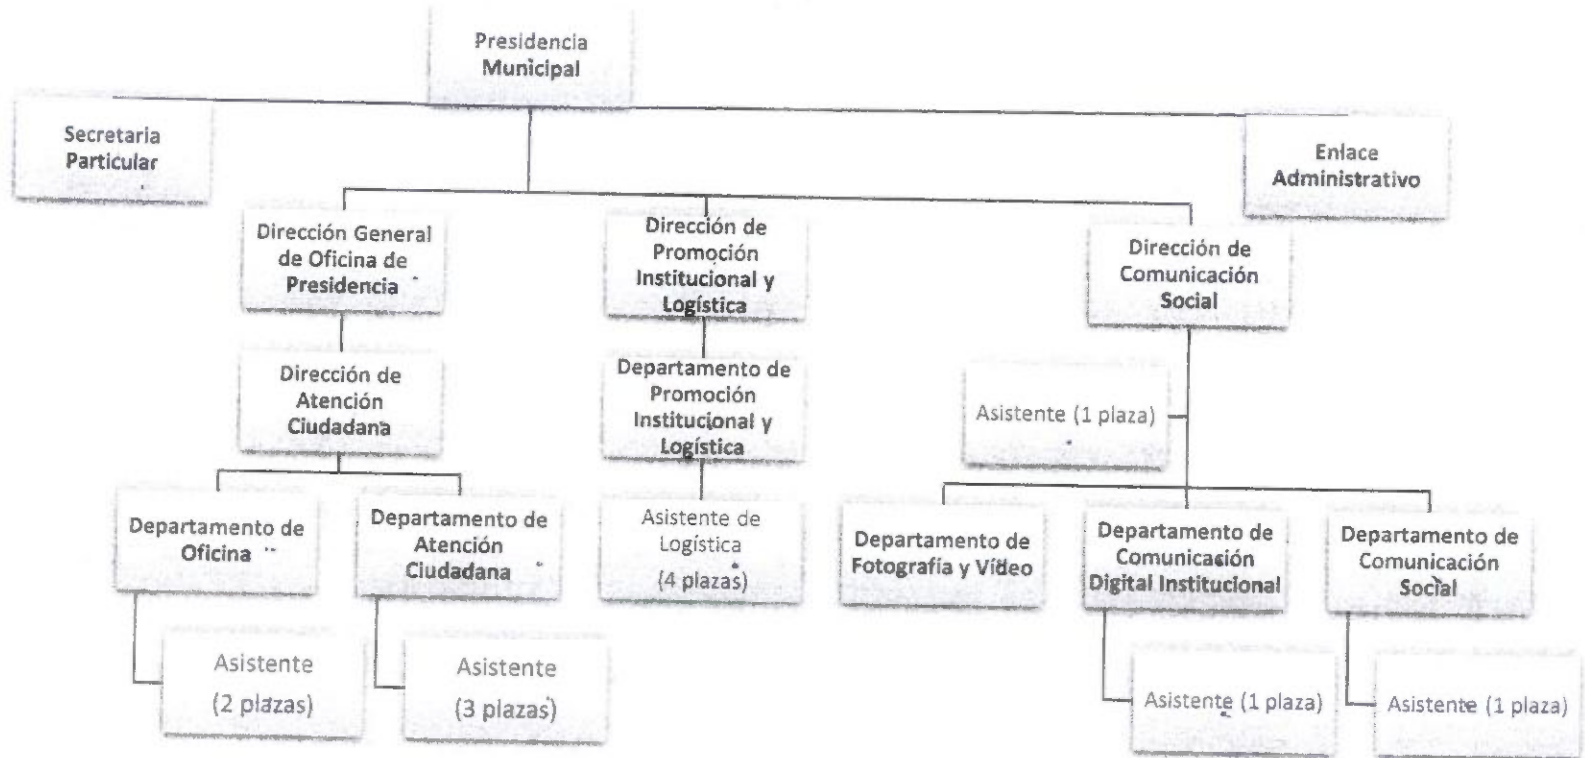 Presidencia
Municipal
Secretaria
Particular
Enlace
Administrativo
Dirección General
de Oficina de
Presidencia
Dirección de
Promoción
Institucional y
Logística
Dirección de
Comunicación
Social
Dirección de
Atención
Ciudadana
Departamento de
Promoción
Institucional y
Logística
Asistente (1 plaza)
Departamento de
Oficina
Departamento de
Atención
Ciudadana
Asistente de
Logística
(4 plazas)
Departamento de
Fotografía y Vídeo
Departamento de
Comunicación
Digital Institucional
Departamento de
Comunicación
Social
Asistente
(2 plazas)
Asistente
(3 plazas)
Asistente (1 plaza)
Asistente (1 plaza)